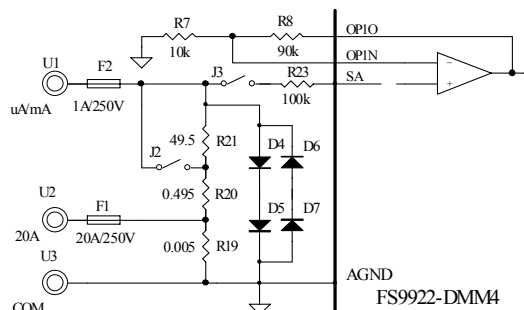 R7
R8
OP1O
10k
90k
OP1N
J3
R23
SA
U1
F2
100k
uA/mA
1A/250V
49.5
R21
D4
D6
J2
0.495
R20
U2
F1
D5
D7
20A
20A/250V
0.005
R19
U3
AGND
COM
FS9922-DMM4
− +